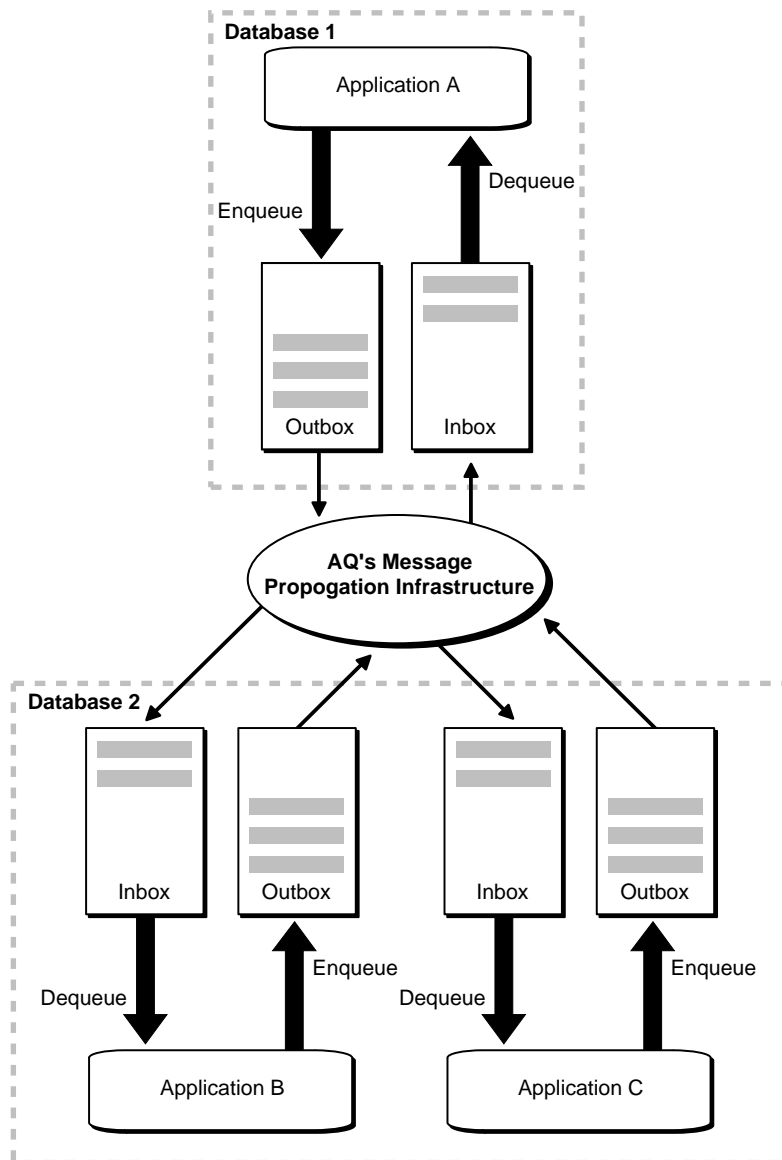 Database 1
Application A
Dequeue
Enqueue
Outbox
Inbox
AQ's Message
Propogation Infrastructure
Database 2
Inbox
Outbox
Inbox
Outbox
Dequeue
Enqueue
Dequeue
Enqueue
Application B
Application C